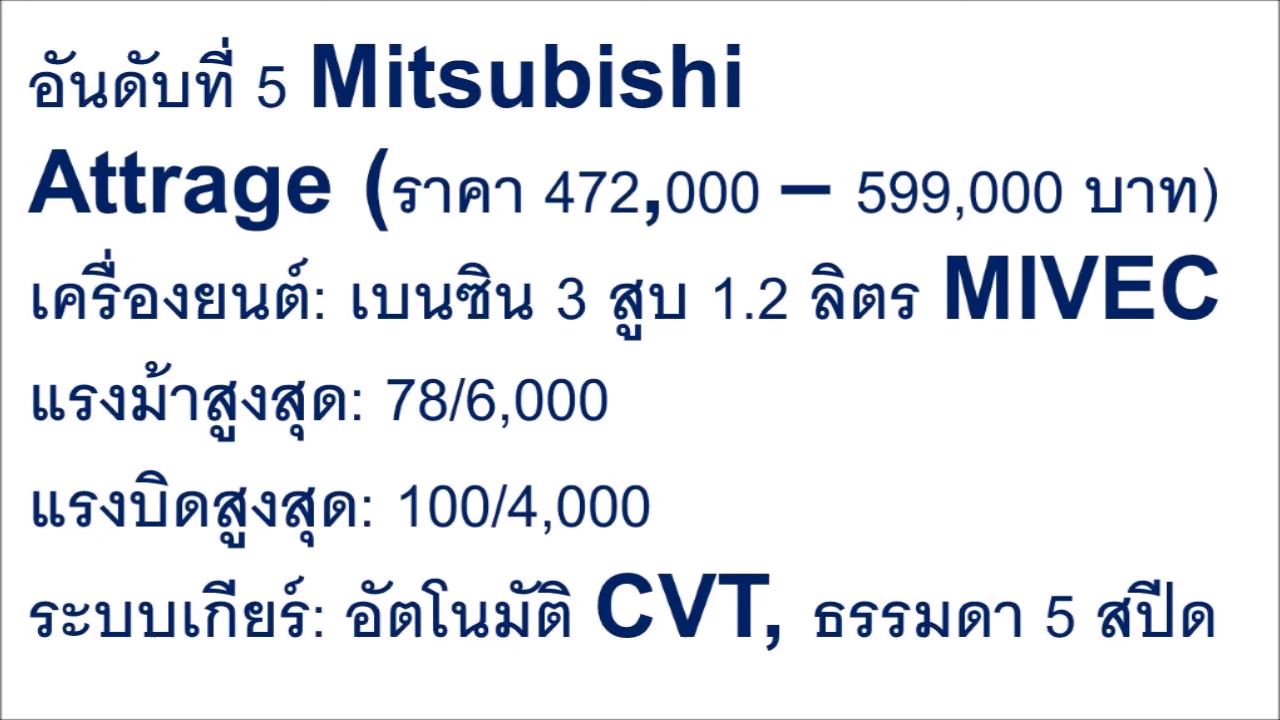 อันดับที่ 5 Mitsubishi
Attrage (ราคา 472,000 – 599,000 บาท)
เครื่องยนต์: เบนซิน 3 สูบ 1.2 ลิตร MIVEC
แรงม้าสูงสุด: 78/6,000
แรงบิดสูงสุด: 100/4,000
ระบบเกียร์: อัตโนมัติ CVT, ธรรมดา 5 สปีด